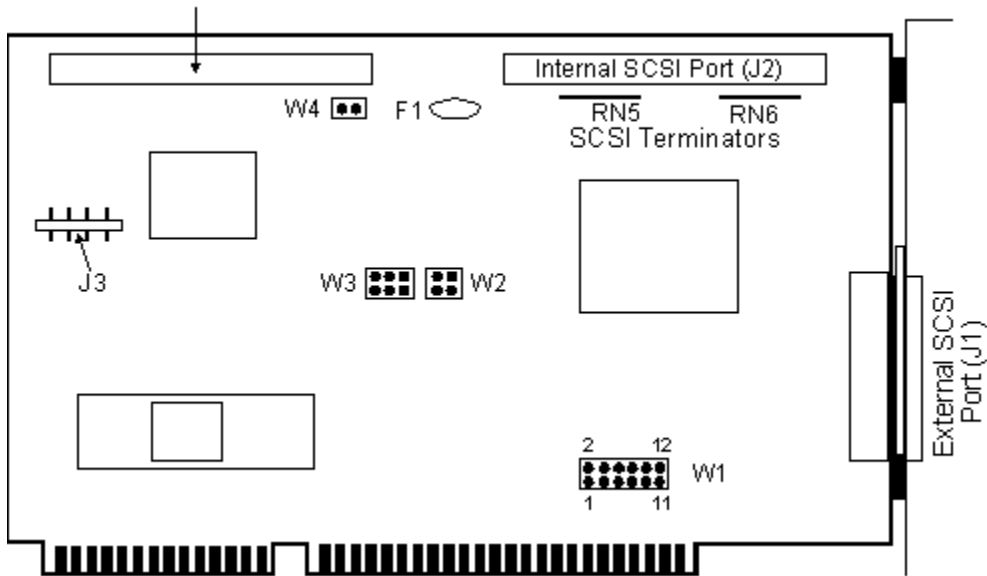 Internal SCSI Port (J2)
W4
F1
RN5
RN6
SCSI Terminators
J3
W3
W2
External SCSI
Port (J1)
2
12
W1
1
11